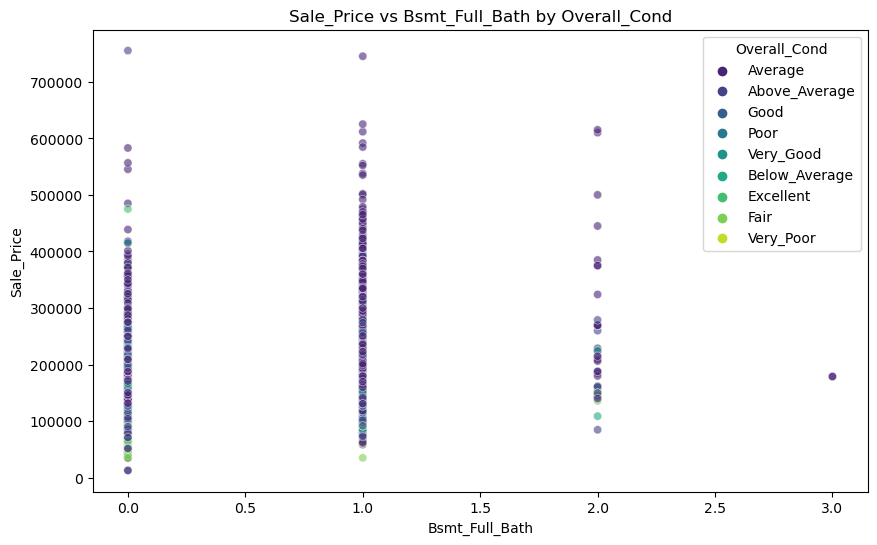 Sale_Price vs Bsmt_Full_Bath by Overall_Cond
Overall_Cond
Average
Above_Average
Good
Poor
Very_Good
Below_Average
Excellent
Fair
Very_Poor
Sale_Price
700000
600000
500000
400000
300000
200000
100000
0
0.0 0.5 1.0 1.5 2.0 2.5 3.0
Bsmt_Full_Bath